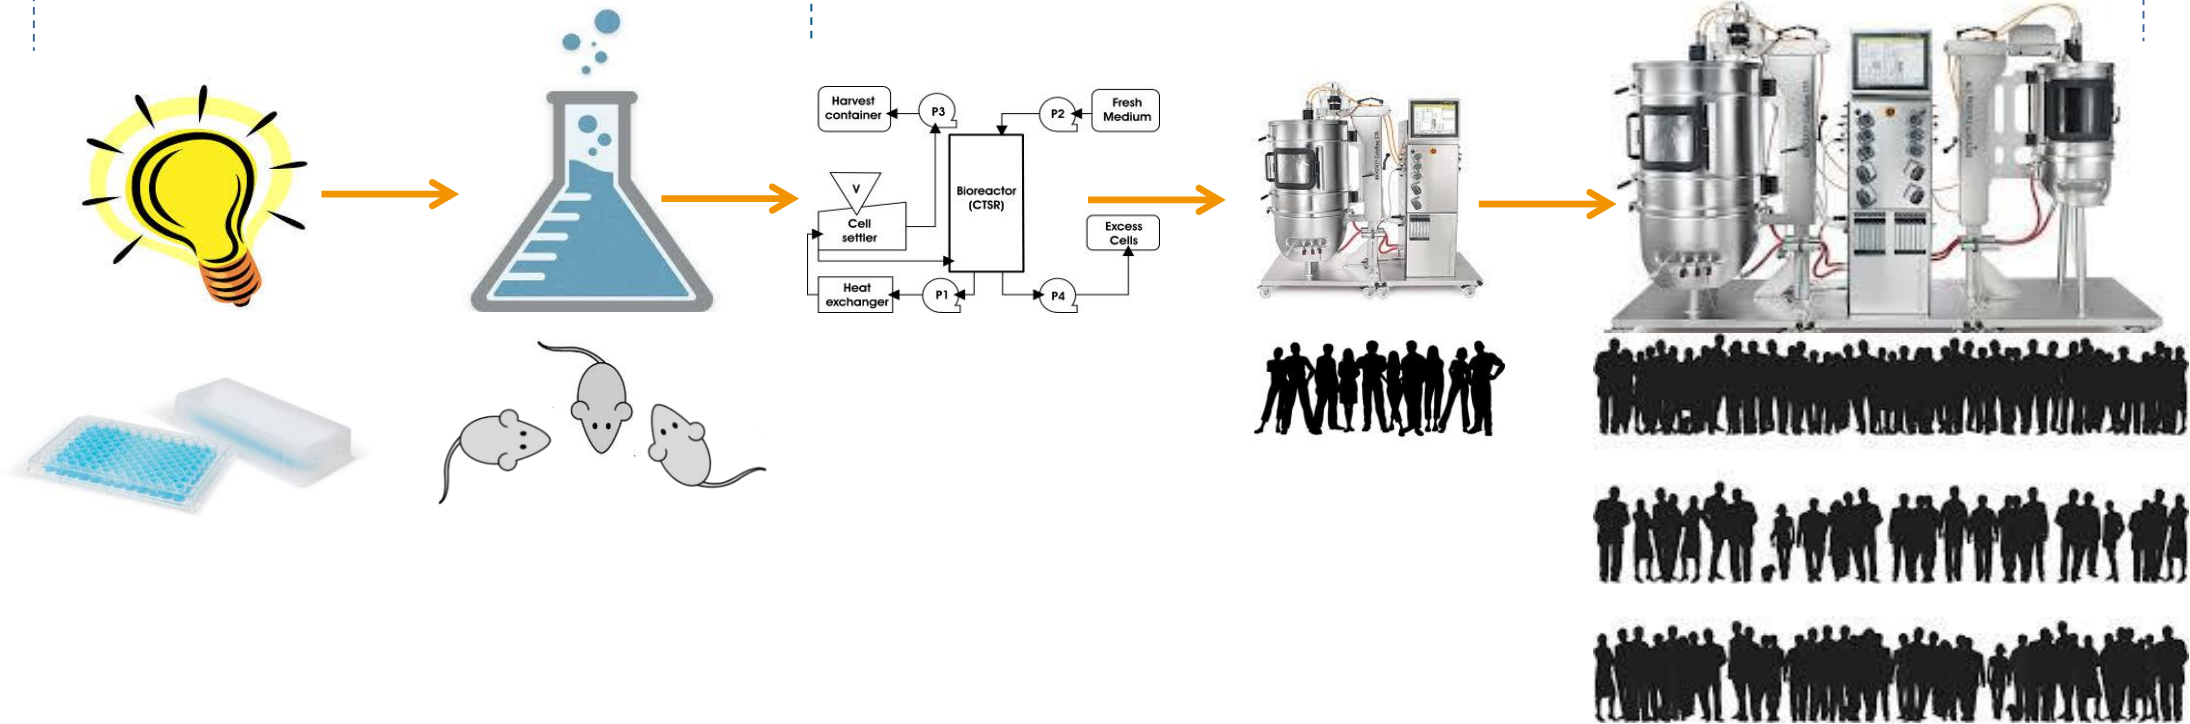 Harvest
container
P3
P2
Fresh
Medium
Bioreactor
(CTSR)
V
Cell
settler
Excess
Cells
Heat
exchanger
P1
P4